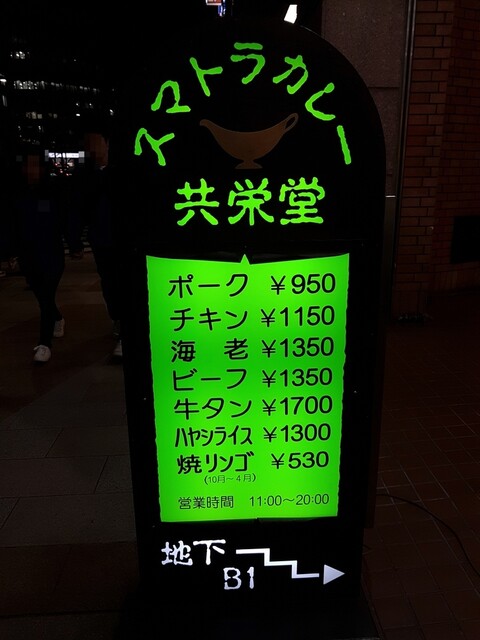 スマトラカレー
共栄堂
ポーク ¥950
チキン ¥1150
海 老 ¥1350
ビーフ ¥1350
牛タン ¥1700
ハヤシライス ¥1300
焼リンゴ ¥530
(10月～4月)
営業時間 11:00～20:00
地下
B1